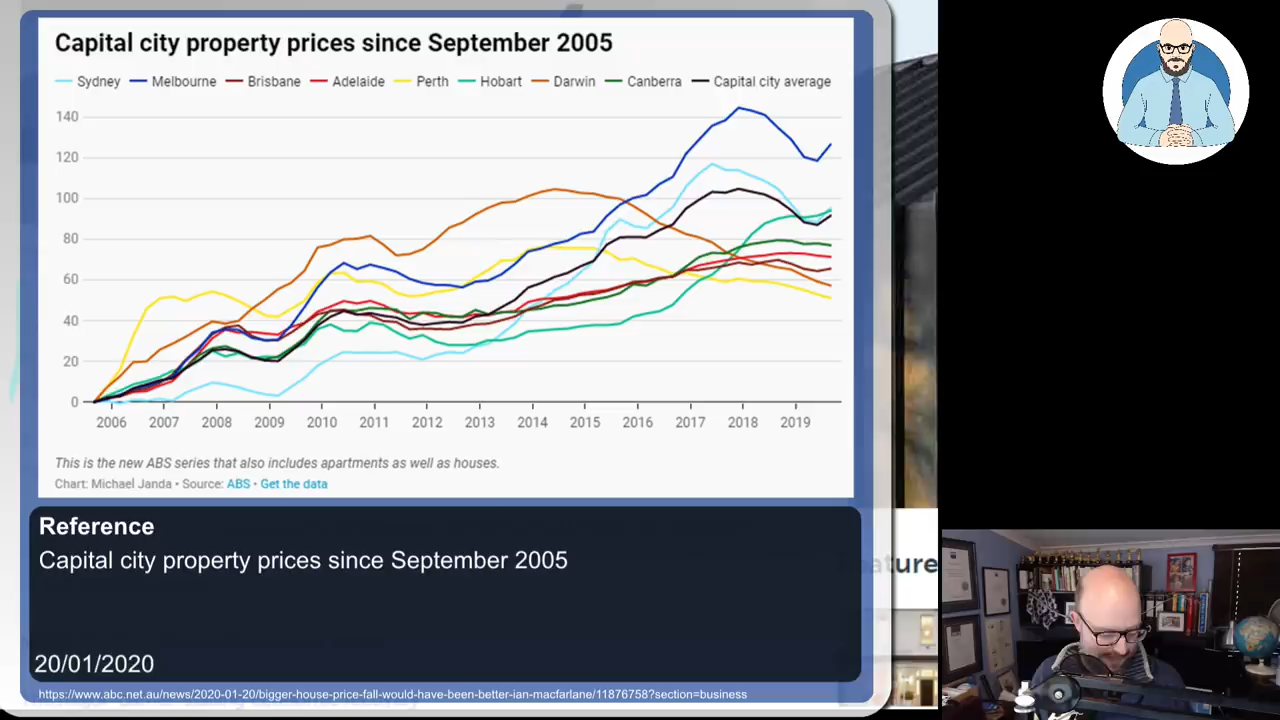 Capital city property prices since September 2005
Sydney Melbourne Brisbane Adelaide Perth Hobart Darwin Canberra Capital city average
140
120
100
80
60
40
20
0
2006 2007 2008 2009 2010 2011 2012 2013 2014 2015 2016 2017 2018 2019
This is the new ABS series that also includes apartments as well as houses.
Chart: Michael Janda • Source: ABS • Get the data
Reference
Capital city property prices since September 2005
20/01/2020
https://www.abc.net.au/news/2020-01-20/bigger-house-price-fall-would-have-been-better-ian-macfarlane/11876758?section=business
ature